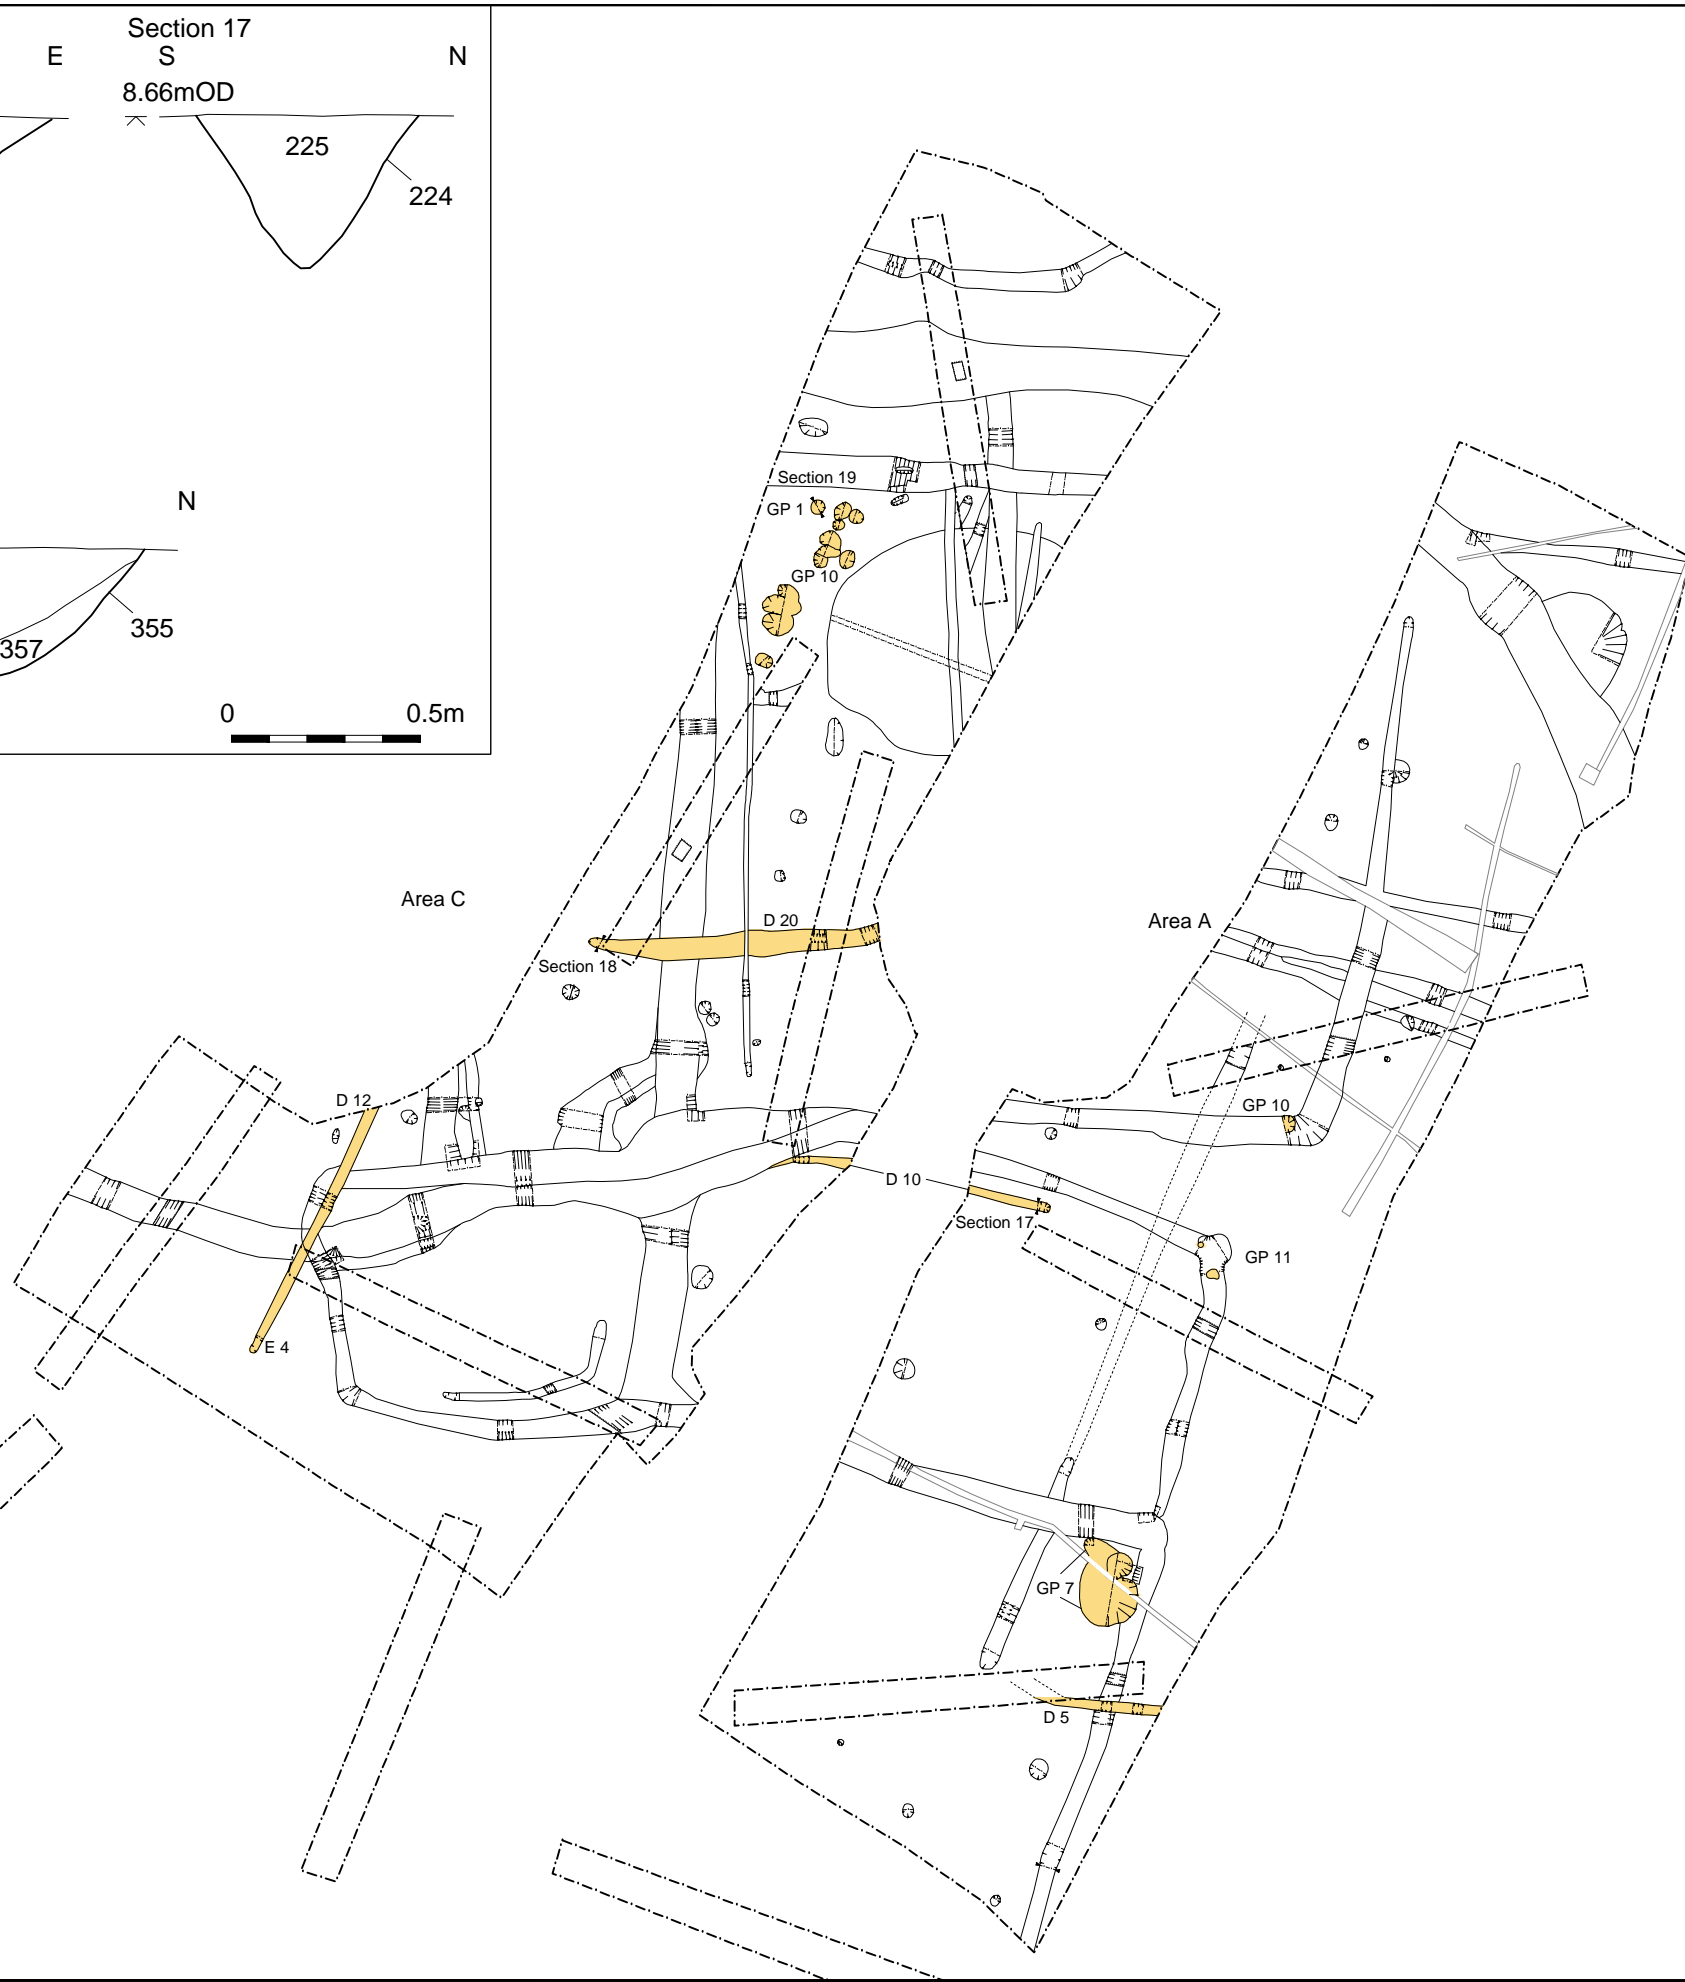 Section 17
E
S
N
8.66mOD
225
224
N
355
357
0
0.5m
Section 19
GP 1
GP 10
Area C
D 20
Area A
Section 18
D 12
GP 10
D 10
Section 17
GP 11
E 4
GP 7
D 5